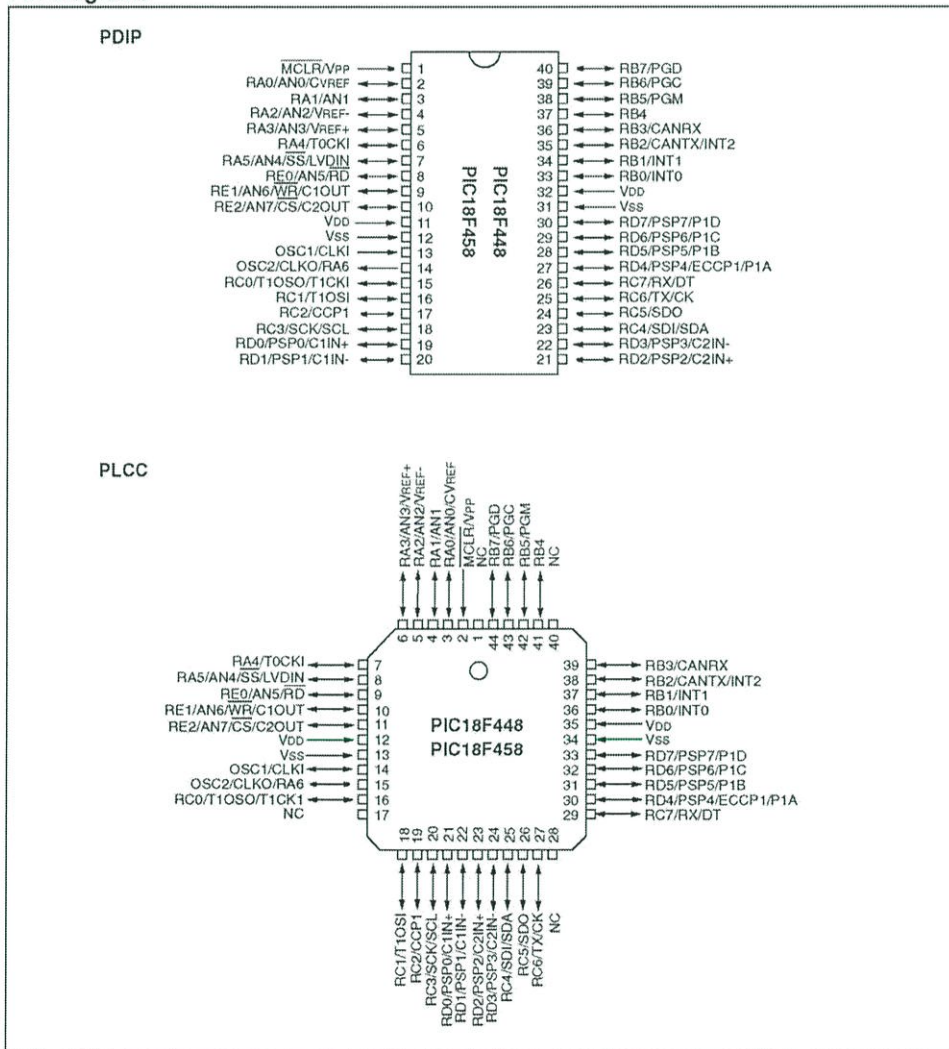 PDIP
MCLR/VPP 1
RA0/AN0/CVREF 2
RA1/AN1 3
RA2/AN2/VREF- 4
RA3/AN3/VREF+ 5
RA4/T0CKI 6
RA5/AN4/SS/LVDIN 7
RE0/AN5/RD 8
RE1/AN6/WR/C1OUT 9
RE2/AN7/CS/C2OUT 10
VDD 11
VSS 12
OSC1/CLKI 13
OSC2/CLKO/RA6 14
RC0/T1OSO/T1CKI 15
RC1/T1OSI 16
RC2/CCP1 17
RC3/SCK/SCL 18
RD0/PSP0/C1IN+ 19
RD1/PSP1/C1IN- 20
PIC18F448
PIC18F458
40 RB7/PGD
39 RB6/PGC
38 RB5/PGM
37 RB4
36 RB3/CANRX
35 RB2/CANTX/INT2
34 RB1/INT1
33 RB0/INT0
32 VDD
31 VSS
30 RD7/PSP7/P1D
29 RD6/PSP6/P1C
28 RD5/PSP5/P1B
27 RD4/PSP4/ECCP1/P1A
26 RC7/RX/DT
25 RC6/TX/CK
24 RC5/SDO
23 RC4/SDI/SDA
22 RD3/PSP3/C2IN-
21 RD2/PSP2/C2IN+
PLCC
RA3/AN3/VREF+ 6
RA2/AN2/VREF- 5
RA1/AN1 4
RA0/AN0/CVREF 3
MCLR/VPP 2
NC 1
RB7/PGD 44
RB6/PGC 43
RB5/PGM 42
RB4 41
NC 40
RA4/T0CKI 7
RA5/AN4/SS/LVDIN 8
RE0/AN5/RD 9
RE1/AN6/WR/C1OUT 10
RE2/AN7/CS/C2OUT 11
VDD 12
VSS 13
OSC1/CLKI 14
OSC2/CLKO/RA6 15
RC0/T1OSO/T1CK1 16
NC 17
PIC18F448
PIC18F458
39 RB3/CANRX
38 RB2/CANTX/INT2
37 RB1/INT1
36 RB0/INT0
35 VDD
34 VSS
33 RD7/PSP7/P1D
32 RD6/PSP6/P1C
31 RD5/PSP5/P1B
30 RD4/PSP4/ECCP1/P1A
29 RC7/RX/DT
18 RC1/T1OSI
19 RC2/CCP1
20 RC3/SCK/SCL
21 RD0/PSP0/C1IN+
22 RD1/PSP1/C1IN-
23 RD2/PSP2/C2IN+
24 RD3/PSP3/C2IN-
25 RC4/SDI/SDA
26 RC5/SDO
27 RC6/TX/CK
28 NC